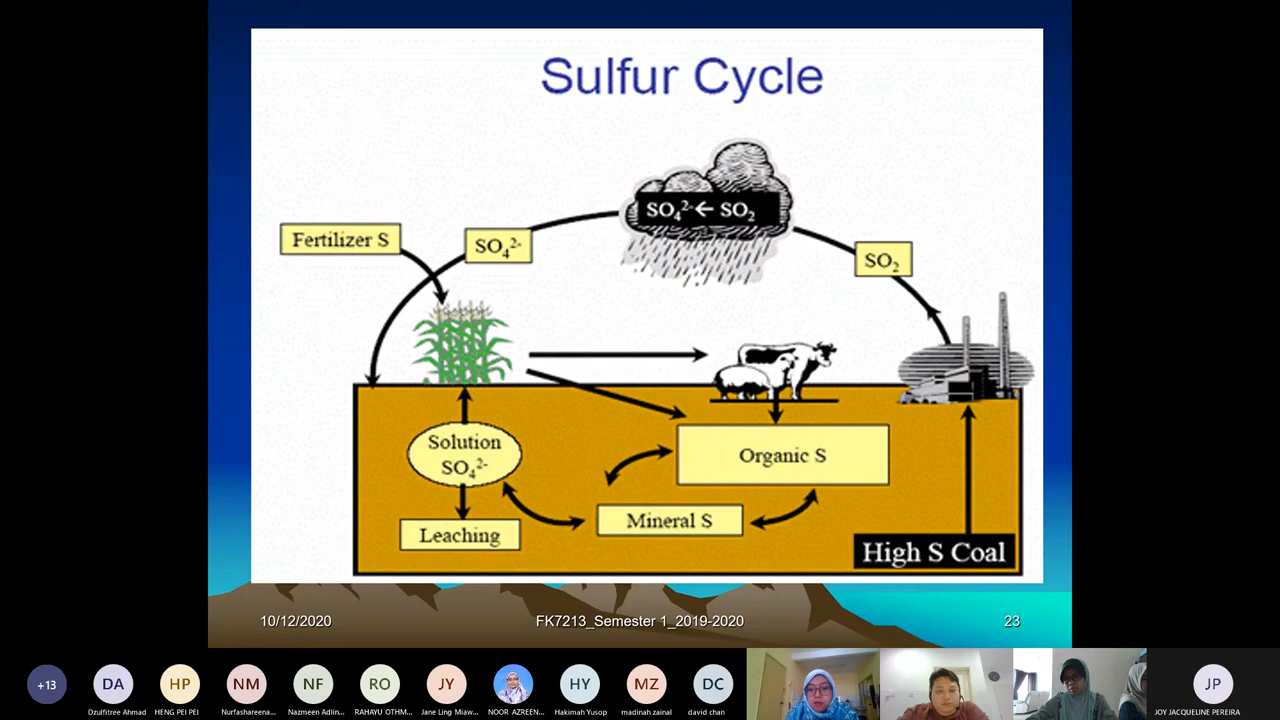 Sulfur Cycle
SO₄²⁻ ← SO₂
Fertilizer S
SO₄²⁻
SO₂
Solution
SO₄²⁻
Organic S
Mineral S
Leaching
High S Coal
10/12/2020
FK7213_Semester 1_2019-2020
23
+13
DA
HP
NM
NF
RO
JY
HY
MZ
DC
JP
Dzulfitree Ahmad
HENG PEI PEI
Nurfashareena...
Nazmeen Adlin...
RAHAYU OTHM...
Jane Ling Miaw...
NOOR AZREEN...
Hakimah Yusop
madinah zainal
david chan
JOY JACQUELINE PEREIRA